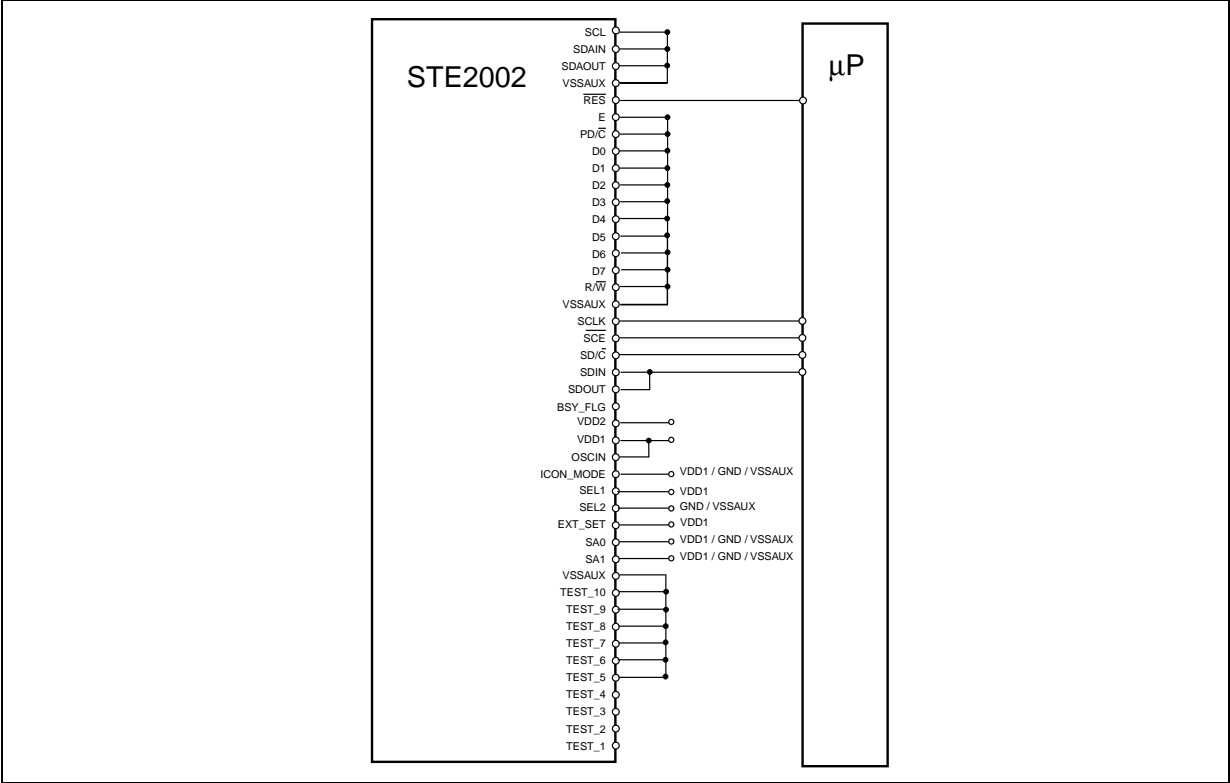 STE2002
μP
SCL
SDAIN
SDAOUT
VSSAUX
R̅E̅S̅
E
PD/C̅
D0
D1
D2
D3
D4
D5
D6
D7
R/W̅
VSSAUX
SCLK
S̅C̅E̅
SD/C̅
SDIN
SDOUT
BSY_FLG
VDD2
VDD1
OSCIN
ICON_MODE VDD1 / GND / VSSAUX
SEL1 VDD1
SEL2 GND / VSSAUX
EXT_SET VDD1
SA0 VDD1 / GND / VSSAUX
SA1 VDD1 / GND / VSSAUX
VSSAUX
TEST_10
TEST_9
TEST_8
TEST_7
TEST_6
TEST_5
TEST_4
TEST_3
TEST_2
TEST_1